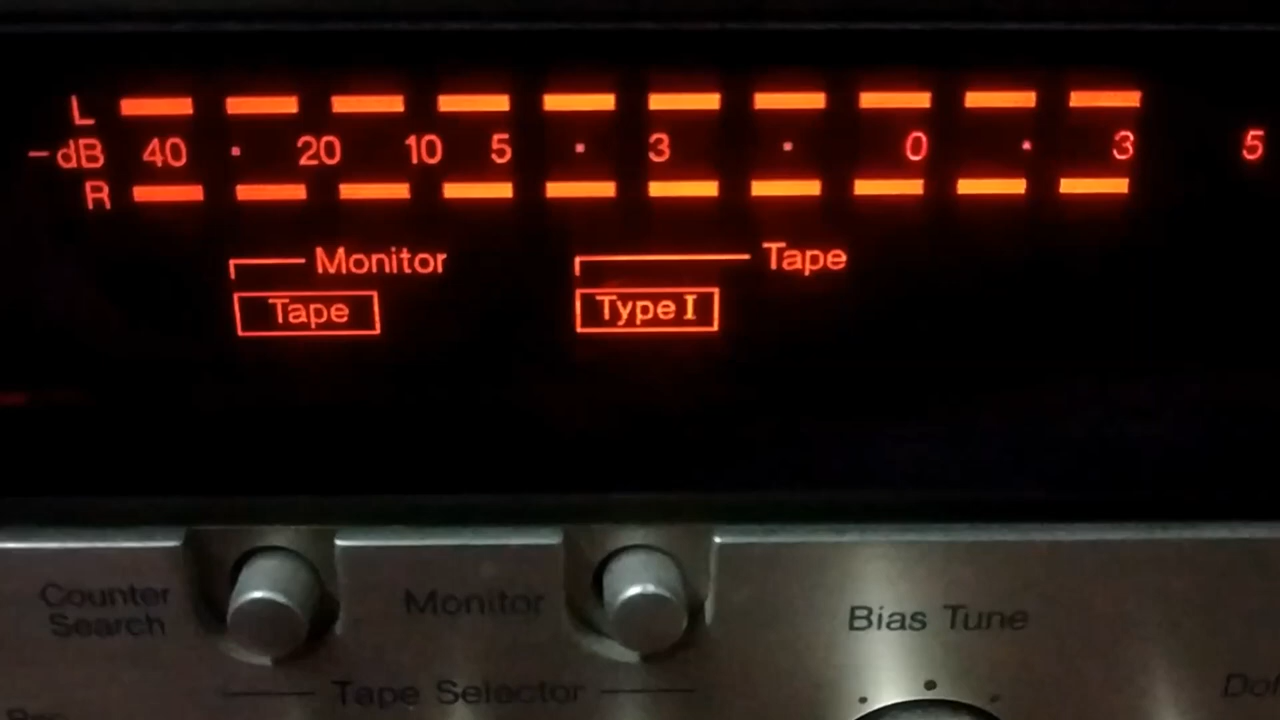 L
-dB 40 · 20 10 5 · 3 · 0 · 3 5
R
Monitor Tape
Tape Type I
Counter
Search
Monitor
Bias Tune
Tape Selector